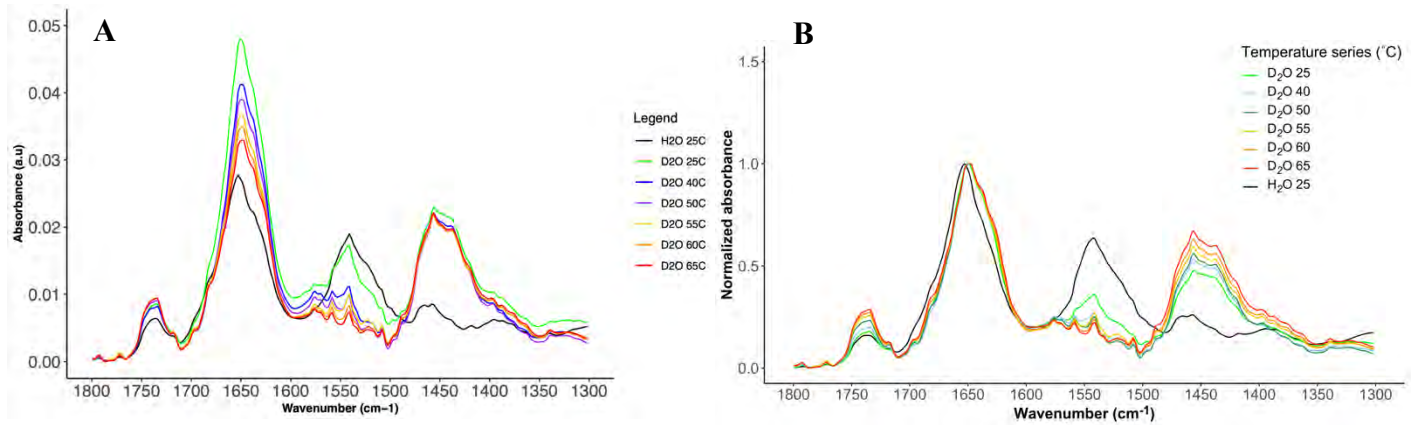 A
0.05
0.04
0.03
0.02
0.01
0.00
Absorbance (a.u)
1800 1750 1700 1650 1600 1550 1500 1450 1400 1350 1300
Wavenumber (cm−1)
Legend
H2O 25C
D2O 25C
D2O 40C
D2O 50C
D2O 55C
D2O 60C
D2O 65C
B
1.5
1.0
0.5
0.0
Normalized absorbance
1800 1750 1700 1650 1600 1550 1500 1450 1400 1350 1300
Wavenumber (cm⁻¹)
Temperature series (°C)
D₂O 25
D₂O 40
D₂O 50
D₂O 55
D₂O 60
D₂O 65
H₂O 25